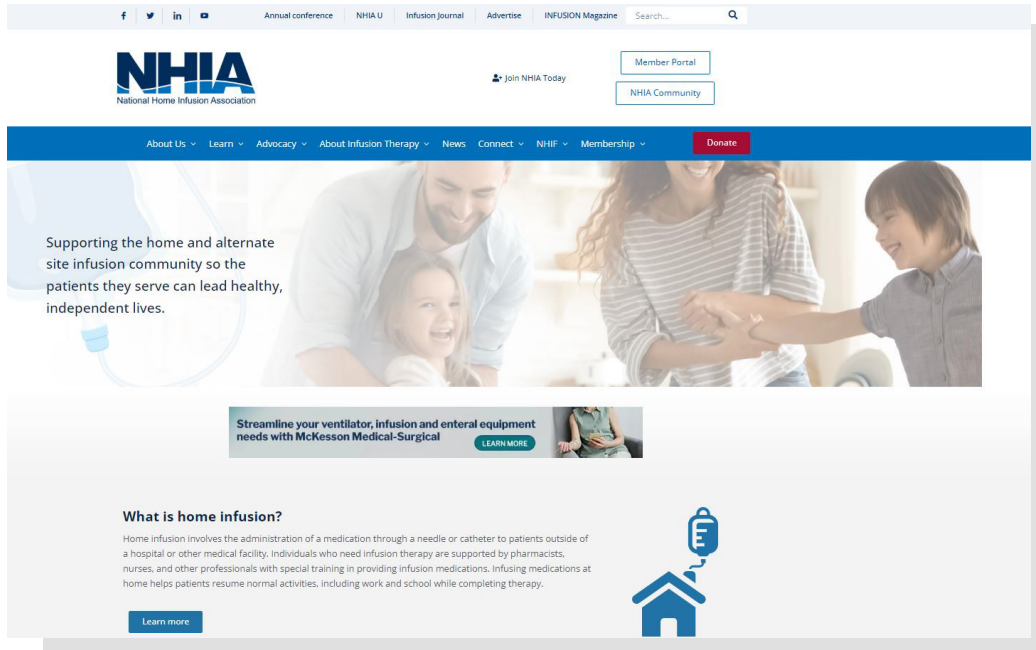 Annual conference NHIA U Infusion Journal Advertise INFUSION Magazine Search...
NHIA
National Home Infusion Association
Join NHIA Today
Member Portal
NHIA Community
About Us Learn Advocacy About Infusion Therapy News Connect NHIF Membership Donate
Supporting the home and alternate
site infusion community so the
patients they serve can lead healthy,
independent lives.
Streamline your ventilator, infusion and enteral equipment
needs with McKesson Medical-Surgical
LEARN MORE
What is home infusion?
Home infusion involves the administration of a medication through a needle or catheter to patients outside of
a hospital or other medical facility. Individuals who need infusion therapy are supported by pharmacists,
nurses, and other professionals with special training in providing infusion medications. Infusing medications at
home helps patients resume normal activities, including work and school while completing therapy.
Learn more